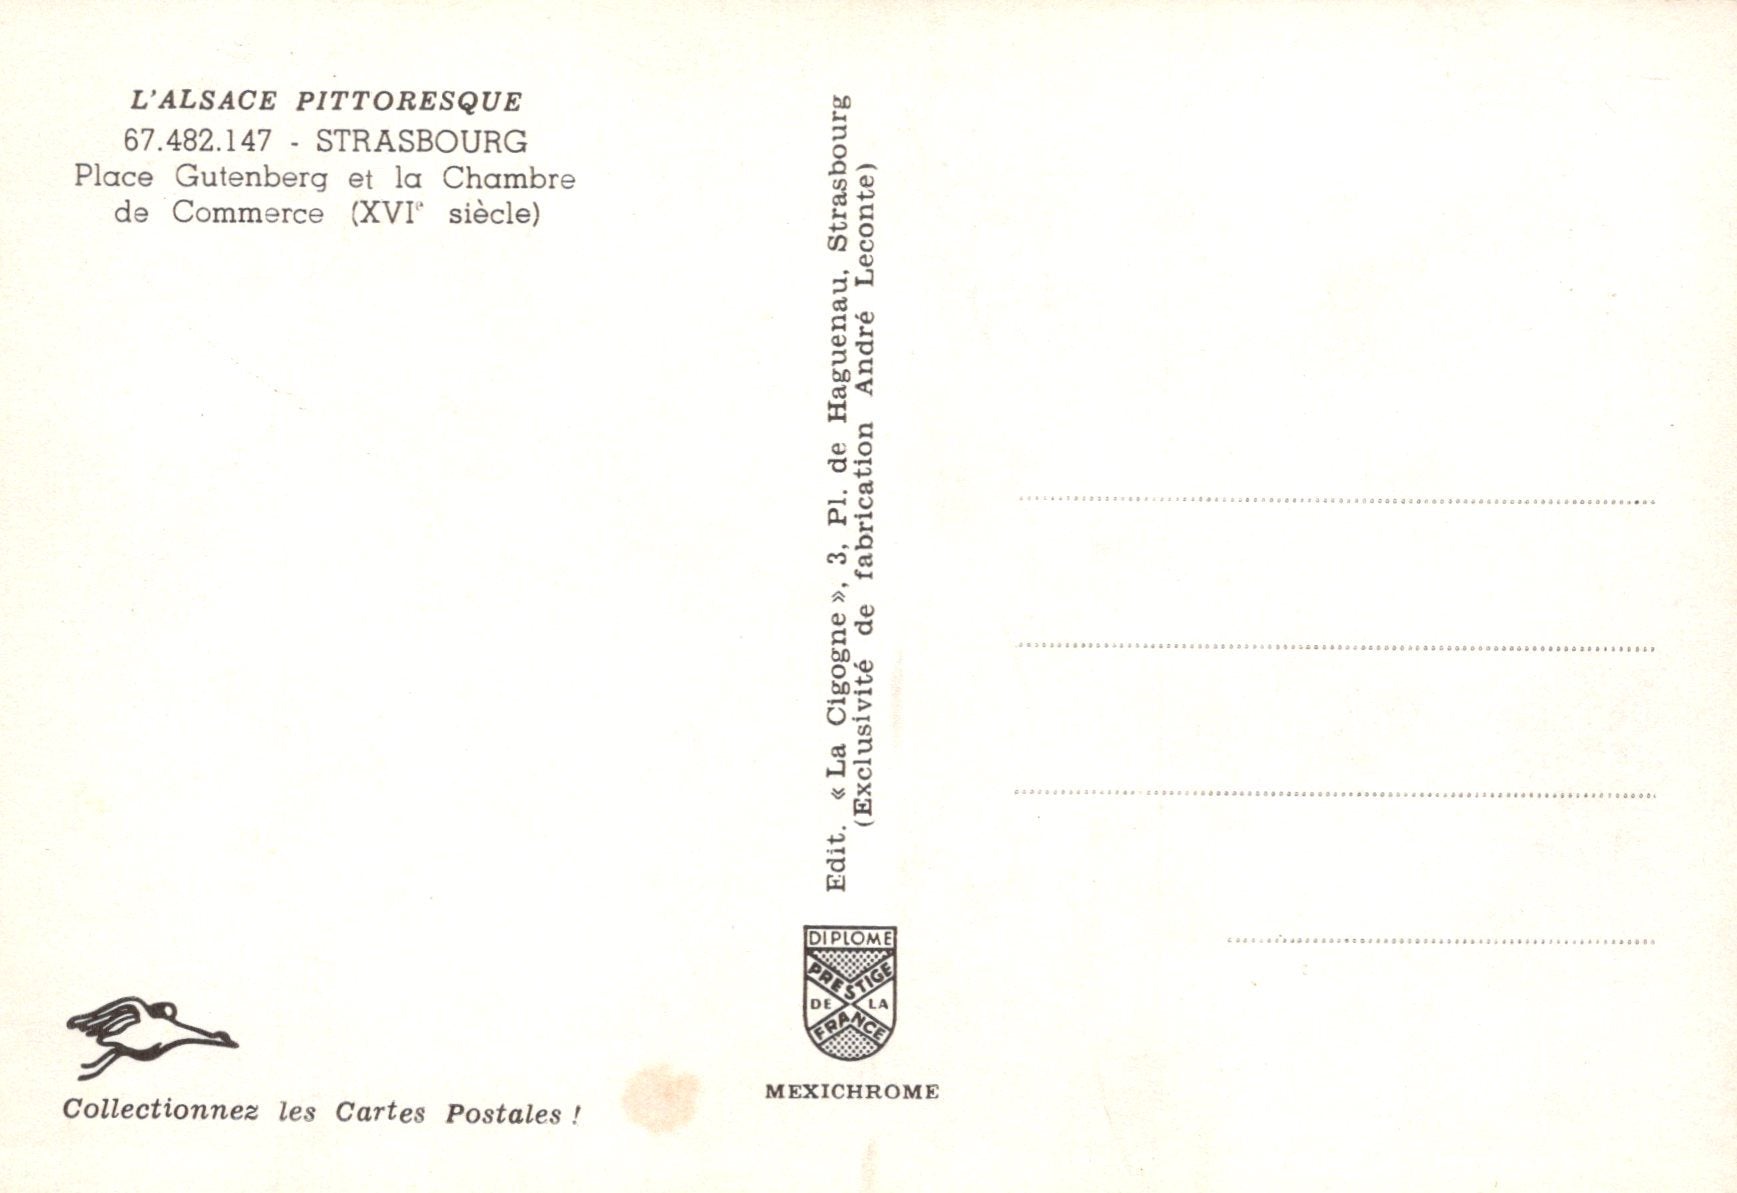 L'ALSACE PITTORESQUE
67.482.147 - STRASBOURG
Place Gutenberg et la Chambre
de Commerce (XVIe siècle)
Edit. « La Cigogne », 3, Pl. de Haguenau, Strasbourg
(Exclusivité de fabrication André Leconte)
DIPLOME
PRESTIGE
DE LA
FRANCE
MEXICHROME
Collectionnez les Cartes Postales !